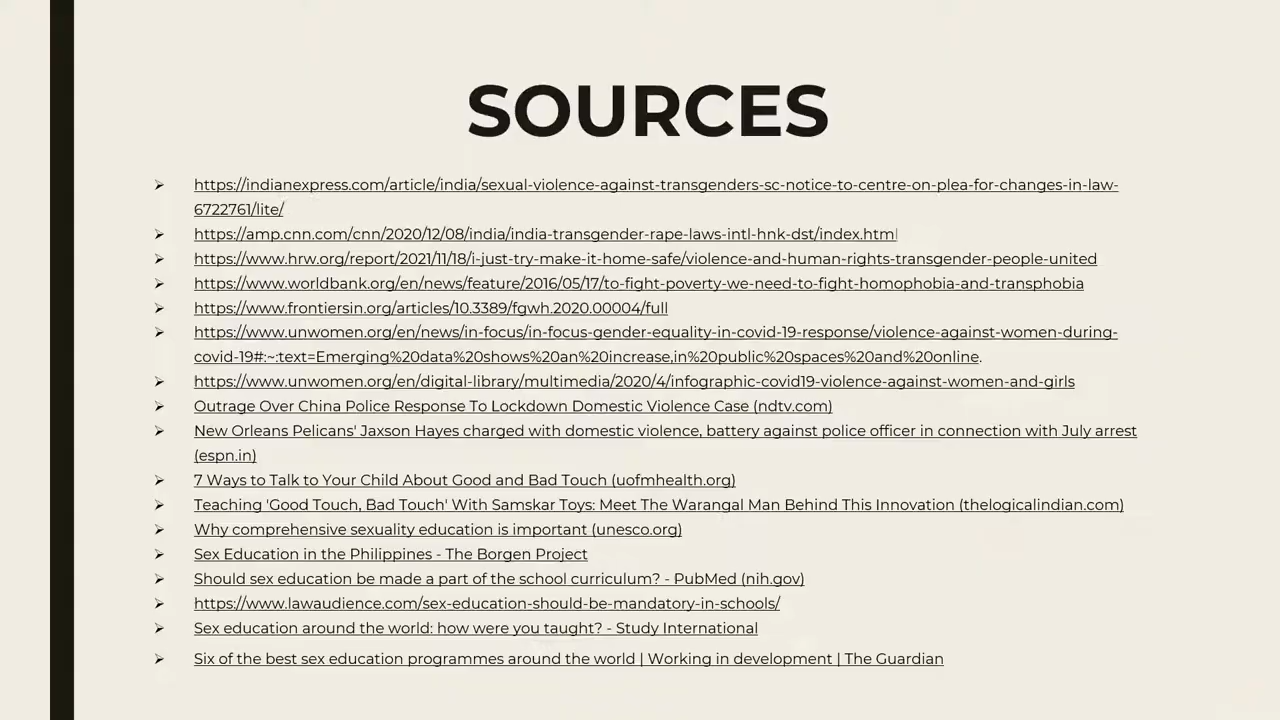 SOURCES
➢ https://indianexpress.com/article/india/sexual-violence-against-transgenders-sc-notice-to-centre-on-plea-for-changes-in-law-
6722761/lite/
➢ https://amp.cnn.com/cnn/2020/12/08/india/india-transgender-rape-laws-intl-hnk-dst/index.html
➢ https://www.hrw.org/report/2021/11/18/i-just-try-make-it-home-safe/violence-and-human-rights-transgender-people-united
➢ https://www.worldbank.org/en/news/feature/2016/05/17/to-fight-poverty-we-need-to-fight-homophobia-and-transphobia
➢ https://www.frontiersin.org/articles/10.3389/fgwh.2020.00004/full
➢ https://www.unwomen.org/en/news/in-focus/in-focus-gender-equality-in-covid-19-response/violence-against-women-during-
covid-19#:~:text=Emerging%20data%20shows%20an%20increase,in%20public%20spaces%20and%20online.
➢ https://www.unwomen.org/en/digital-library/multimedia/2020/4/infographic-covid19-violence-against-women-and-girls
➢ Outrage Over China Police Response To Lockdown Domestic Violence Case (ndtv.com)
➢ New Orleans Pelicans' Jaxson Hayes charged with domestic violence, battery against police officer in connection with July arrest
(espn.in)
➢ 7 Ways to Talk to Your Child About Good and Bad Touch (uofmhealth.org)
➢ Teaching 'Good Touch, Bad Touch' With Samskar Toys: Meet The Warangal Man Behind This Innovation (thelogicalindian.com)
➢ Why comprehensive sexuality education is important (unesco.org)
➢ Sex Education in the Philippines - The Borgen Project
➢ Should sex education be made a part of the school curriculum? - PubMed (nih.gov)
➢ https://www.lawaudience.com/sex-education-should-be-mandatory-in-schools/
➢ Sex education around the world: how were you taught? - Study International
➢ Six of the best sex education programmes around the world | Working in development | The Guardian